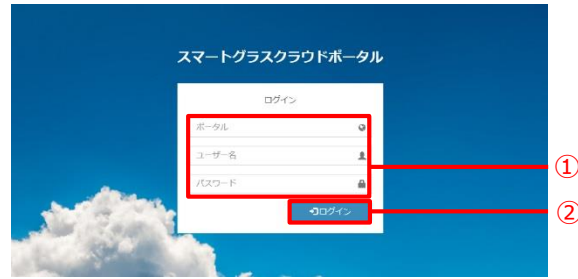 スマートグラスクラウドポータル
ログイン
ポータル
ユーザー名
パスワード
ログイン
①
②